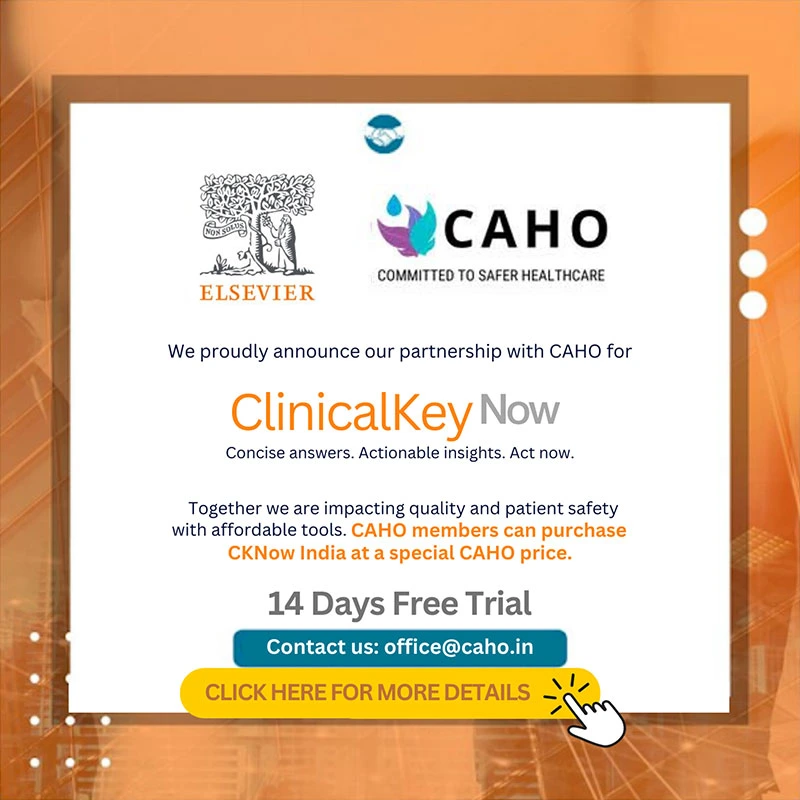 NON SOLUS
ELSEVIER
CAHO
COMMITTED TO SAFER HEALTHCARE
We proudly announce our partnership with CAHO for
ClinicalKey Now
Concise answers. Actionable insights. Act now.
Together we are impacting quality and patient safety
with affordable tools. CAHO members can purchase
CKNow India at a special CAHO price.
14 Days Free Trial
Contact us: office@caho.in
CLICK HERE FOR MORE DETAILS